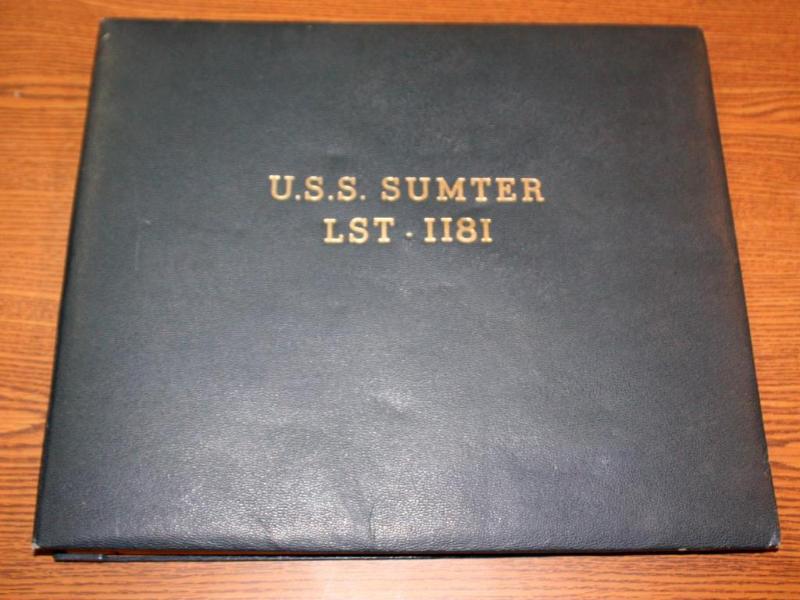 U.S.S. SUMTER
LST · 1181